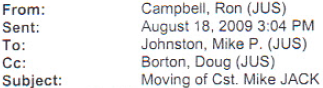 From: Campbell, Ron (JUS)
Sent: August 18, 2009 3:04 PM
To: Johnston, Mike P. (JUS)
Cc: Borton, Doug (JUS)
Subject: Moving of Cst. Mike JACK